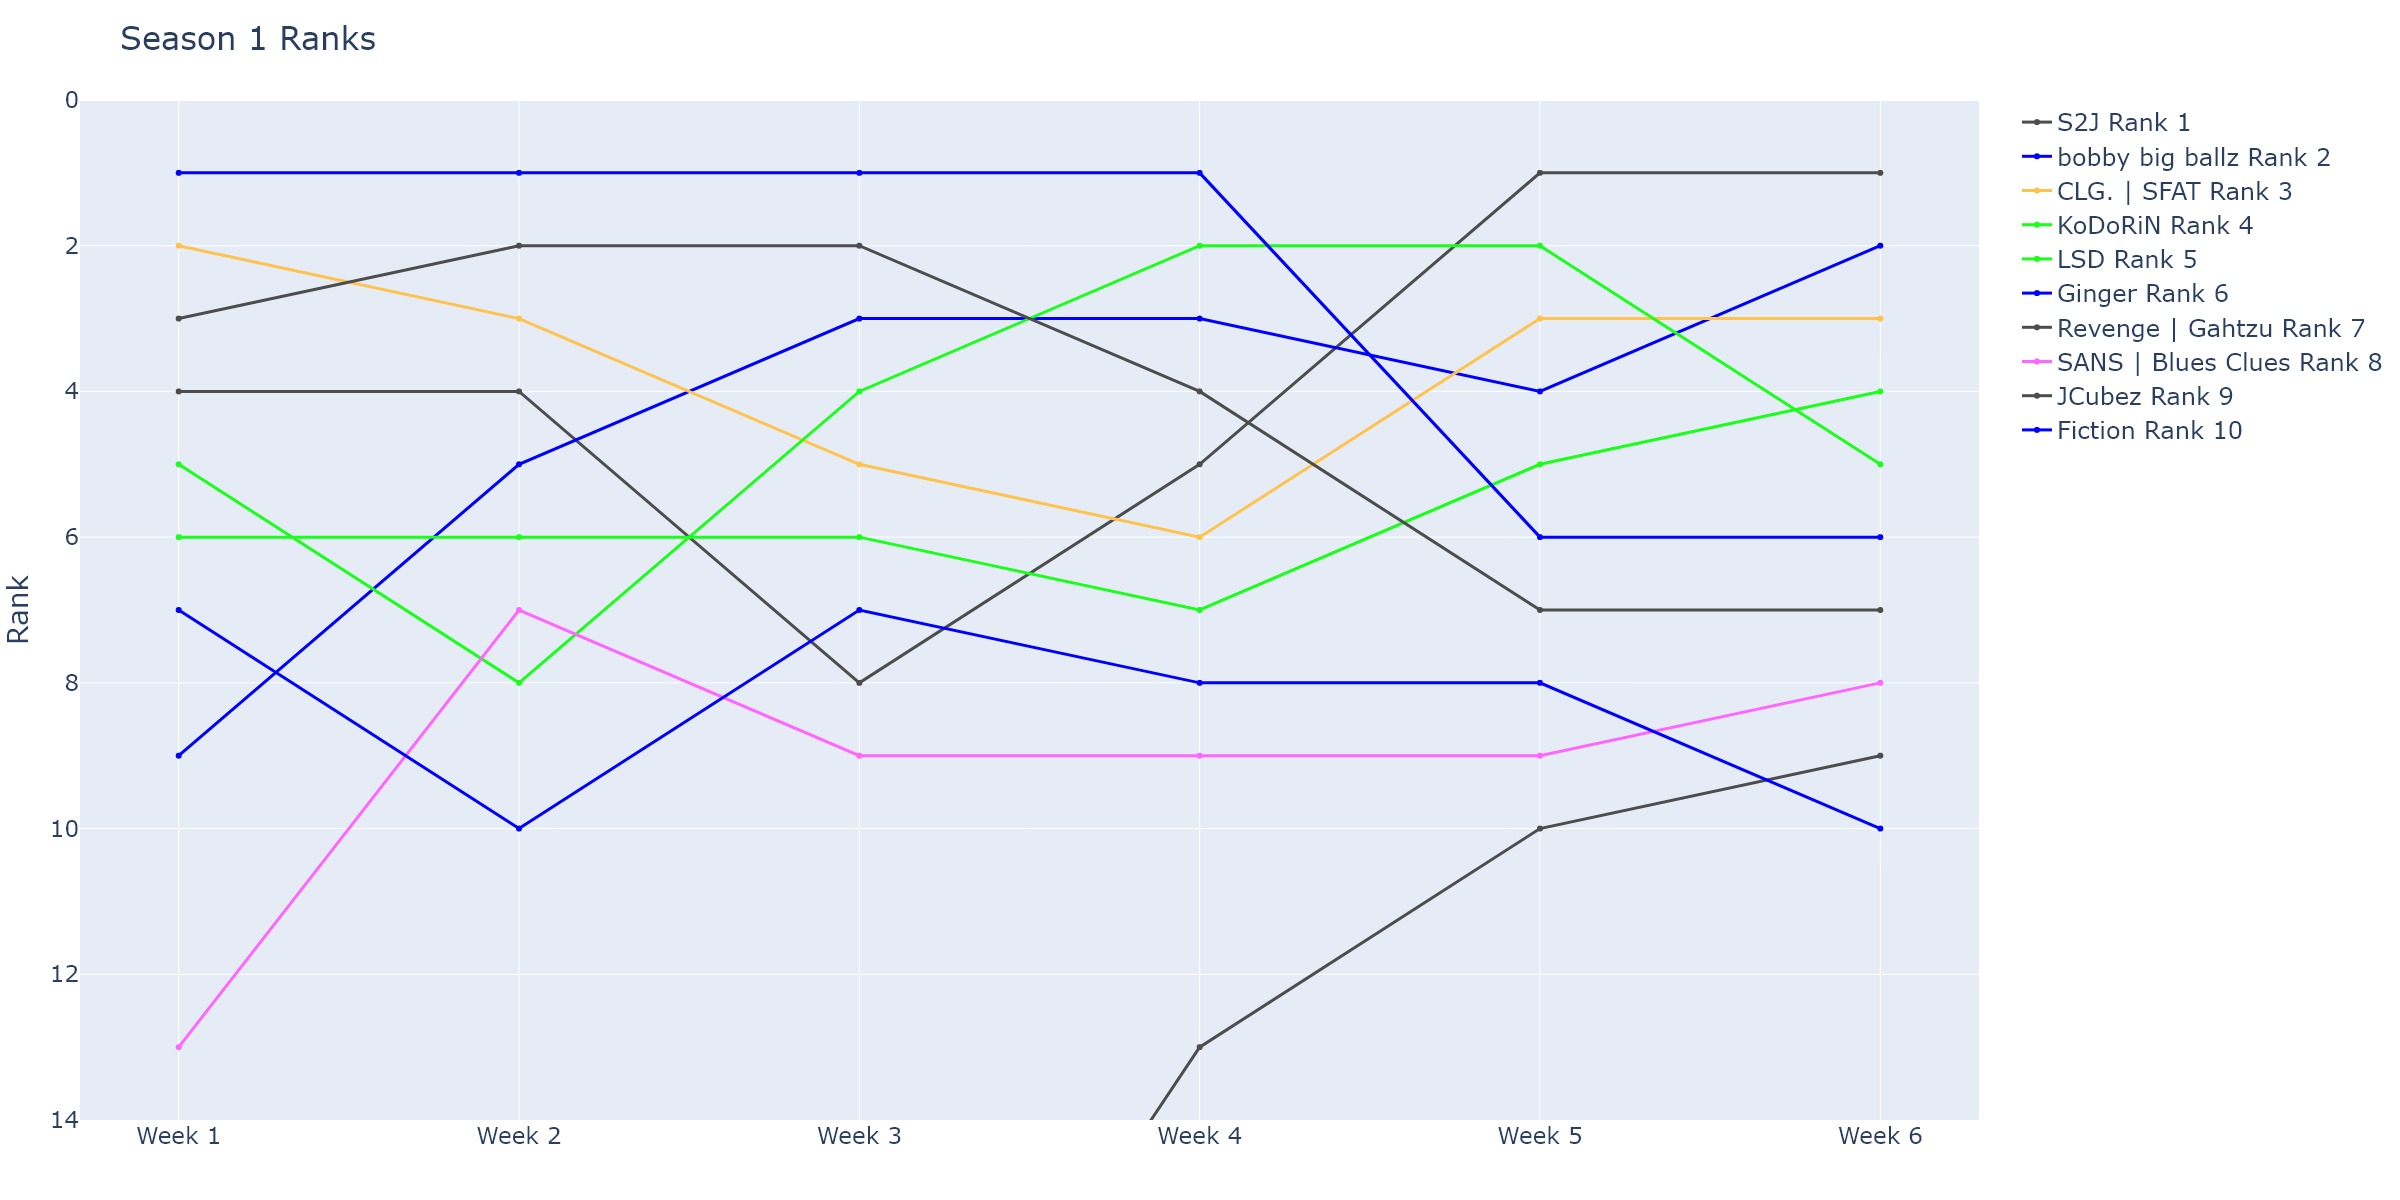 Season 1 Ranks
0
2
4
6
8
10
12
14
Rank
Week 1
Week 2
Week 3
Week 4
Week 5
Week 6
S2J Rank 1
bobby big ballz Rank 2
CLG. | SFAT Rank 3
KoDoRiN Rank 4
LSD Rank 5
Ginger Rank 6
Revenge | Gahtzu Rank 7
SANS | Blues Clues Rank 8
JCubez Rank 9
Fiction Rank 10